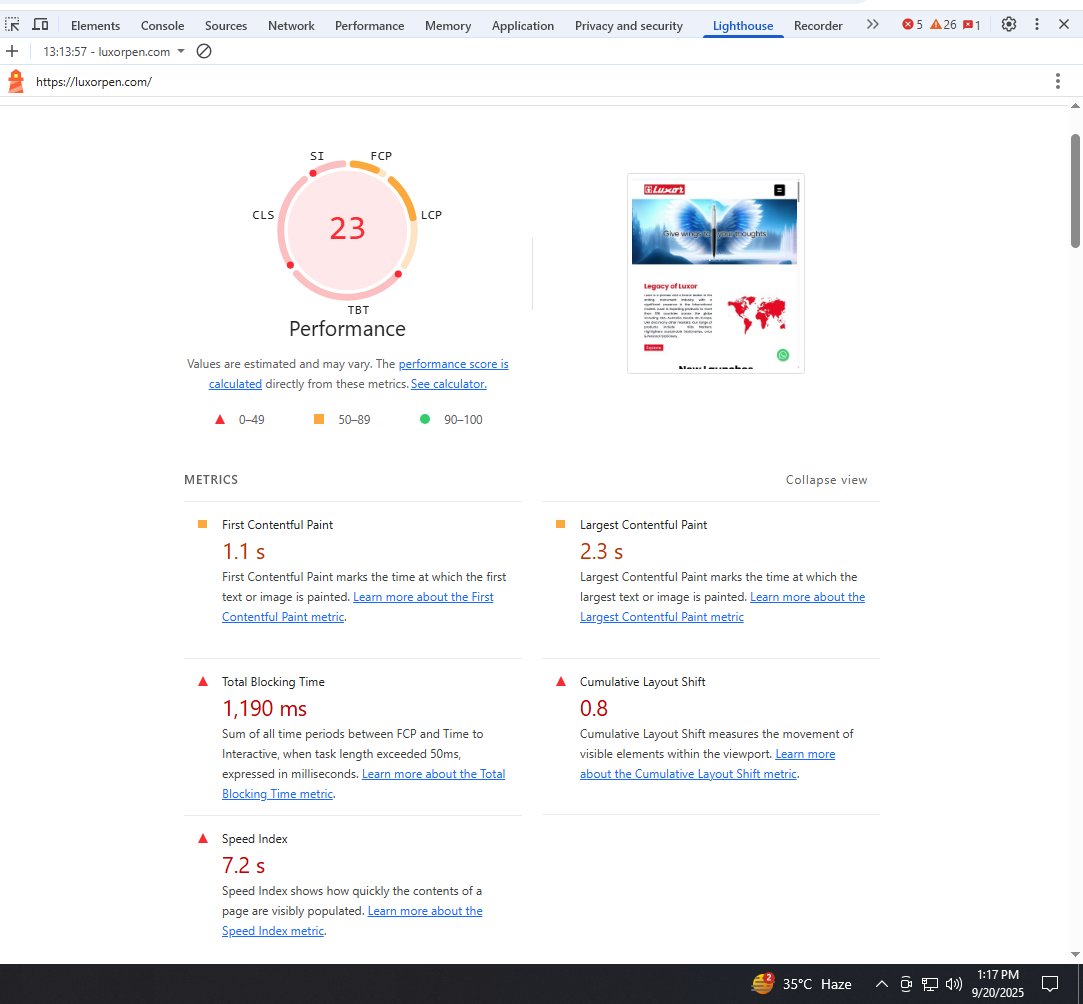 Elements Console Sources Network Performance Memory Application Privacy and security Lighthouse Recorder 5 26 1
13:13:57 - luxorpen.com
https://luxorpen.com/
SI FCP
CLS LCP
23
TBT
Performance
Values are estimated and may vary. The performance score is
calculated directly from these metrics. See calculator.
0–49 50–89 90–100
Luxor
Give wings to your thoughts
Legacy of Luxor
Explore
New Launches
METRICS
Collapse view
First Contentful Paint
1.1 s
First Contentful Paint marks the time at which the first
text or image is painted. Learn more about the First
Contentful Paint metric.
Largest Contentful Paint
2.3 s
Largest Contentful Paint marks the time at which the
largest text or image is painted. Learn more about the
Largest Contentful Paint metric
Total Blocking Time
1,190 ms
Sum of all time periods between FCP and Time to
Interactive, when task length exceeded 50ms,
expressed in milliseconds. Learn more about the Total
Blocking Time metric.
Cumulative Layout Shift
0.8
Cumulative Layout Shift measures the movement of
visible elements within the viewport. Learn more
about the Cumulative Layout Shift metric.
Speed Index
7.2 s
Speed Index shows how quickly the contents of a
page are visibly populated. Learn more about the
Speed Index metric.
2
35°C Haze
1:17 PM
9/20/2025